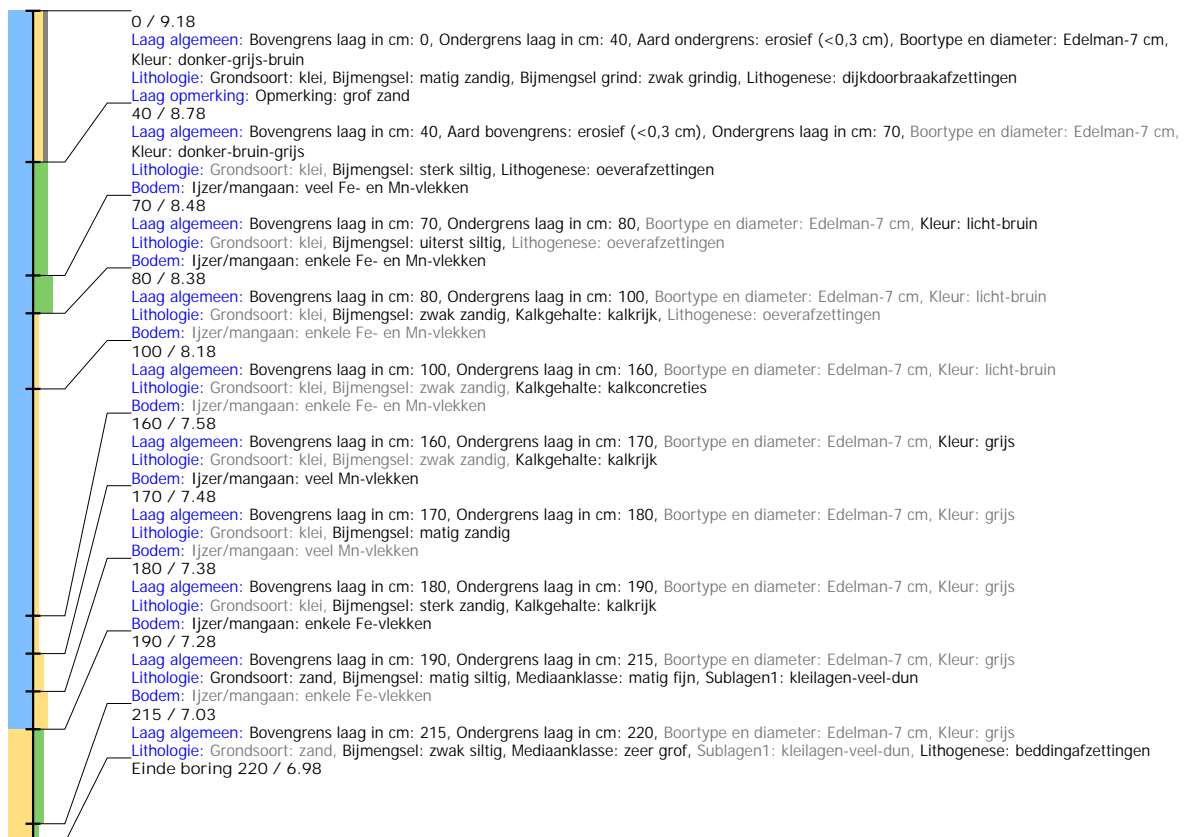 0 / 9.18
Laag algemeen: Bovengrens laag in cm: 0, Ondergrens laag in cm: 40, Aard ondergrens: erosief (<0,3 cm), Boortype en diameter: Edelman-7 cm,
Kleur: donker-grijs-bruin
Lithologie: Grondsoort: klei, Bijmengsel: matig zandig, Bijmengsel grind: zwak grindig, Lithogenese: dijkdoorbraakafzettingen
Laag opmerking: Opmerking: grof zand
40 / 8.78
Laag algemeen: Bovengrens laag in cm: 40, Aard bovengrens: erosief (<0,3 cm), Ondergrens laag in cm: 70, Boortype en diameter: Edelman-7 cm,
Kleur: donker-bruin-grijs
Lithologie: Grondsoort: klei, Bijmengsel: sterk siltig, Lithogenese: oeverafzettingen
Bodem: Ijzer/mangaan: veel Fe- en Mn-vlekken
70 / 8.48
Laag algemeen: Bovengrens laag in cm: 70, Ondergrens laag in cm: 80, Boortype en diameter: Edelman-7 cm, Kleur: licht-bruin
Lithologie: Grondsoort: klei, Bijmengsel: uiterst siltig, Lithogenese: oeverafzettingen
Bodem: Ijzer/mangaan: enkele Fe- en Mn-vlekken
80 / 8.38
Laag algemeen: Bovengrens laag in cm: 80, Ondergrens laag in cm: 100, Boortype en diameter: Edelman-7 cm, Kleur: licht-bruin
Lithologie: Grondsoort: klei, Bijmengsel: zwak zandig, Kalkgehalte: kalkrijk, Lithogenese: oeverafzettingen
Bodem: Ijzer/mangaan: enkele Fe- en Mn-vlekken
100 / 8.18
Laag algemeen: Bovengrens laag in cm: 100, Ondergrens laag in cm: 160, Boortype en diameter: Edelman-7 cm, Kleur: licht-bruin
Lithologie: Grondsoort: klei, Bijmengsel: zwak zandig, Kalkgehalte: kalkconcreties
Bodem: Ijzer/mangaan: enkele Fe- en Mn-vlekken
160 / 7.58
Laag algemeen: Bovengrens laag in cm: 160, Ondergrens laag in cm: 170, Boortype en diameter: Edelman-7 cm, Kleur: grijs
Lithologie: Grondsoort: klei, Bijmengsel: zwak zandig, Kalkgehalte: kalkrijk
Bodem: Ijzer/mangaan: veel Mn-vlekken
170 / 7.48
Laag algemeen: Bovengrens laag in cm: 170, Ondergrens laag in cm: 180, Boortype en diameter: Edelman-7 cm, Kleur: grijs
Lithologie: Grondsoort: klei, Bijmengsel: matig zandig
Bodem: Ijzer/mangaan: veel Mn-vlekken
180 / 7.38
Laag algemeen: Bovengrens laag in cm: 180, Ondergrens laag in cm: 190, Boortype en diameter: Edelman-7 cm, Kleur: grijs
Lithologie: Grondsoort: klei, Bijmengsel: sterk zandig, Kalkgehalte: kalkrijk
Bodem: Ijzer/mangaan: enkele Fe-vlekken
190 / 7.28
Laag algemeen: Bovengrens laag in cm: 190, Ondergrens laag in cm: 215, Boortype en diameter: Edelman-7 cm, Kleur: grijs
Lithologie: Grondsoort: zand, Bijmengsel: matig siltig, Mediaanklasse: matig fijn, Sublagen1: kleilagen-veel-dun
Bodem: Ijzer/mangaan: enkele Fe-vlekken
215 / 7.03
Laag algemeen: Bovengrens laag in cm: 215, Ondergrens laag in cm: 220, Boortype en diameter: Edelman-7 cm, Kleur: grijs
Lithologie: Grondsoort: zand, Bijmengsel: zwak siltig, Mediaanklasse: zeer grof, Sublagen1: kleilagen-veel-dun, Lithogenese: beddingafzettingen
Einde boring 220 / 6.98